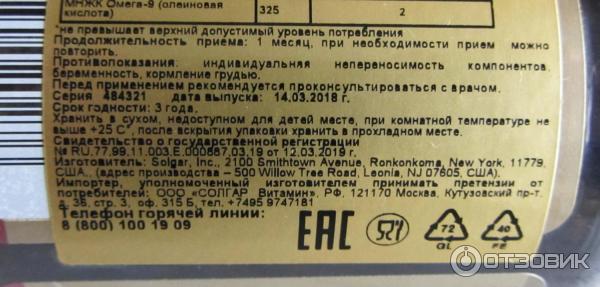 МНЖК Омега-9 (олеиновая кислота) 325 2
*не превышает верхний допустимый уровень потребления
Продолжительность приема: 1 месяц, при необходимости прием можно
повторить.
Противопоказания: индивидуальная непереносимость компонентов,
беременность, кормление грудью.
Перед применением рекомендуется проконсультироваться с врачом.
Серия 484321 дата выпуска: 14.03.2018 г.
Срок годности: 3 года.
Хранить в сухом, недоступном для детей месте, при комнатной температуре не
выше +25 С°, после вскрытия упаковки хранить в прохладном месте.
Свидетельство о государственной регистрации
№ RU.77.99.11.003.Е.000887.03.19 от 12.03.2019 г.
Изготовитель: Solgar, Inc., 2100 Smithtown Avenue, Ronkonkoma, New York, 11779,
США., (адрес производства – 500 Willow Tree Road, Leonia, NJ 07605, США).
Импортер, уполномоченный изготовителем принимать претензии от
потребителей: ООО «СОЛГАР Витамин», РФ, 121170 Москва, Кутузовский пр-т,
д. 36, стр. 3, оф. 315 Б, тел. +7495 9747181
Телефон горячей линии:
8 (800) 100 19 09
EAC
72
GL
40
FE
ОТЗОВИК